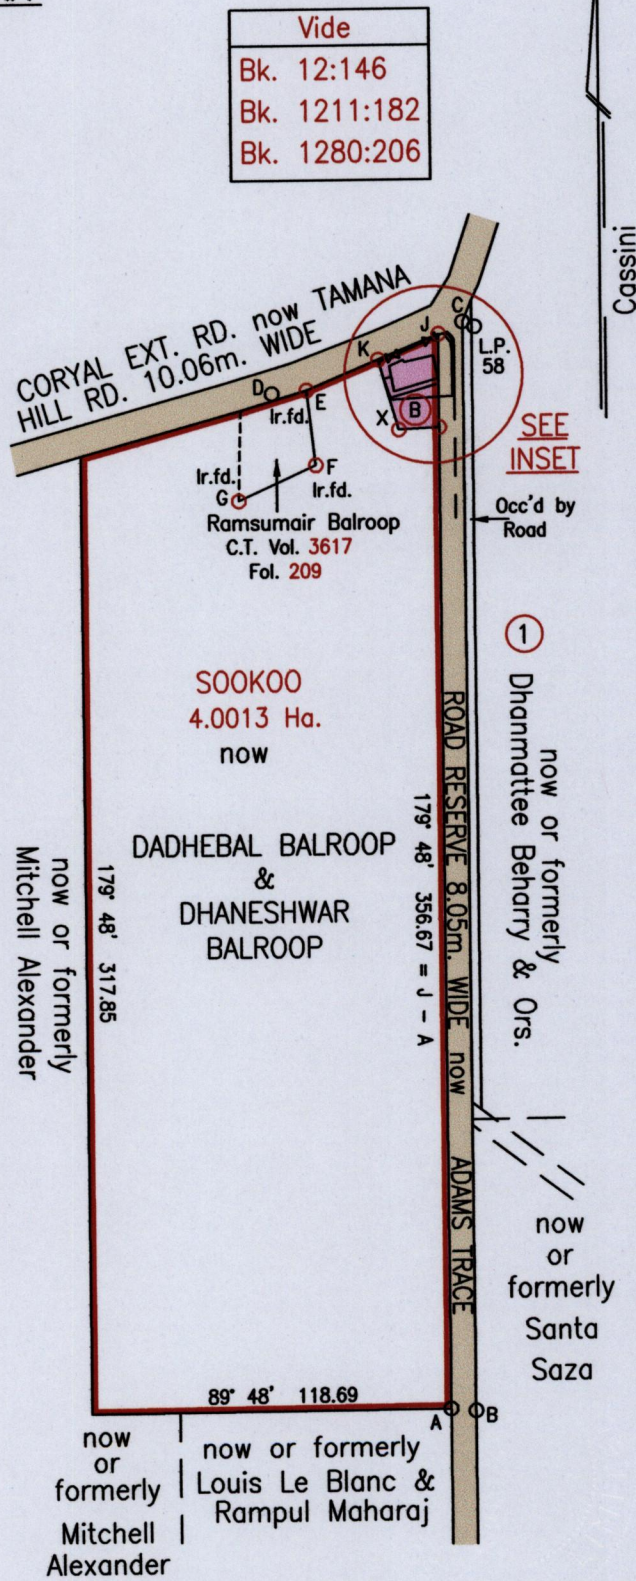 Vide
Bk. 12:146
Bk. 1211:182
Bk. 1280:206
Cassini
CORYAL EXT. RD. now TAMANA
HILL RD. 10.06m. WIDE
C
J
K
L.P.
58
D
E
Ir.fd.
X
B
SEE
INSET
Ir.fd.
F
G
Ir.fd.
Occ'd by
Road
Ramsumair Balroop
C.T. Vol. 3617
Fol. 209
1
now or formerly
Dhanmattee Beharry & Ors.
SOOKOO
4.0013 Ha.
now
DADHEBAL BALROOP
&
DHANESHWAR
BALROOP
ROAD RESERVE 8.05m. WIDE now ADAMS TRACE
179° 48' 356.67 = J - A
179° 48' 317.85
now or formerly
Mitchell Alexander
now
or
formerly
Santa
Saza
89° 48' 118.69
A
B
now
or
formerly
Mitchell
Alexander
now or formerly
Louis Le Blanc &
Rampul Maharaj